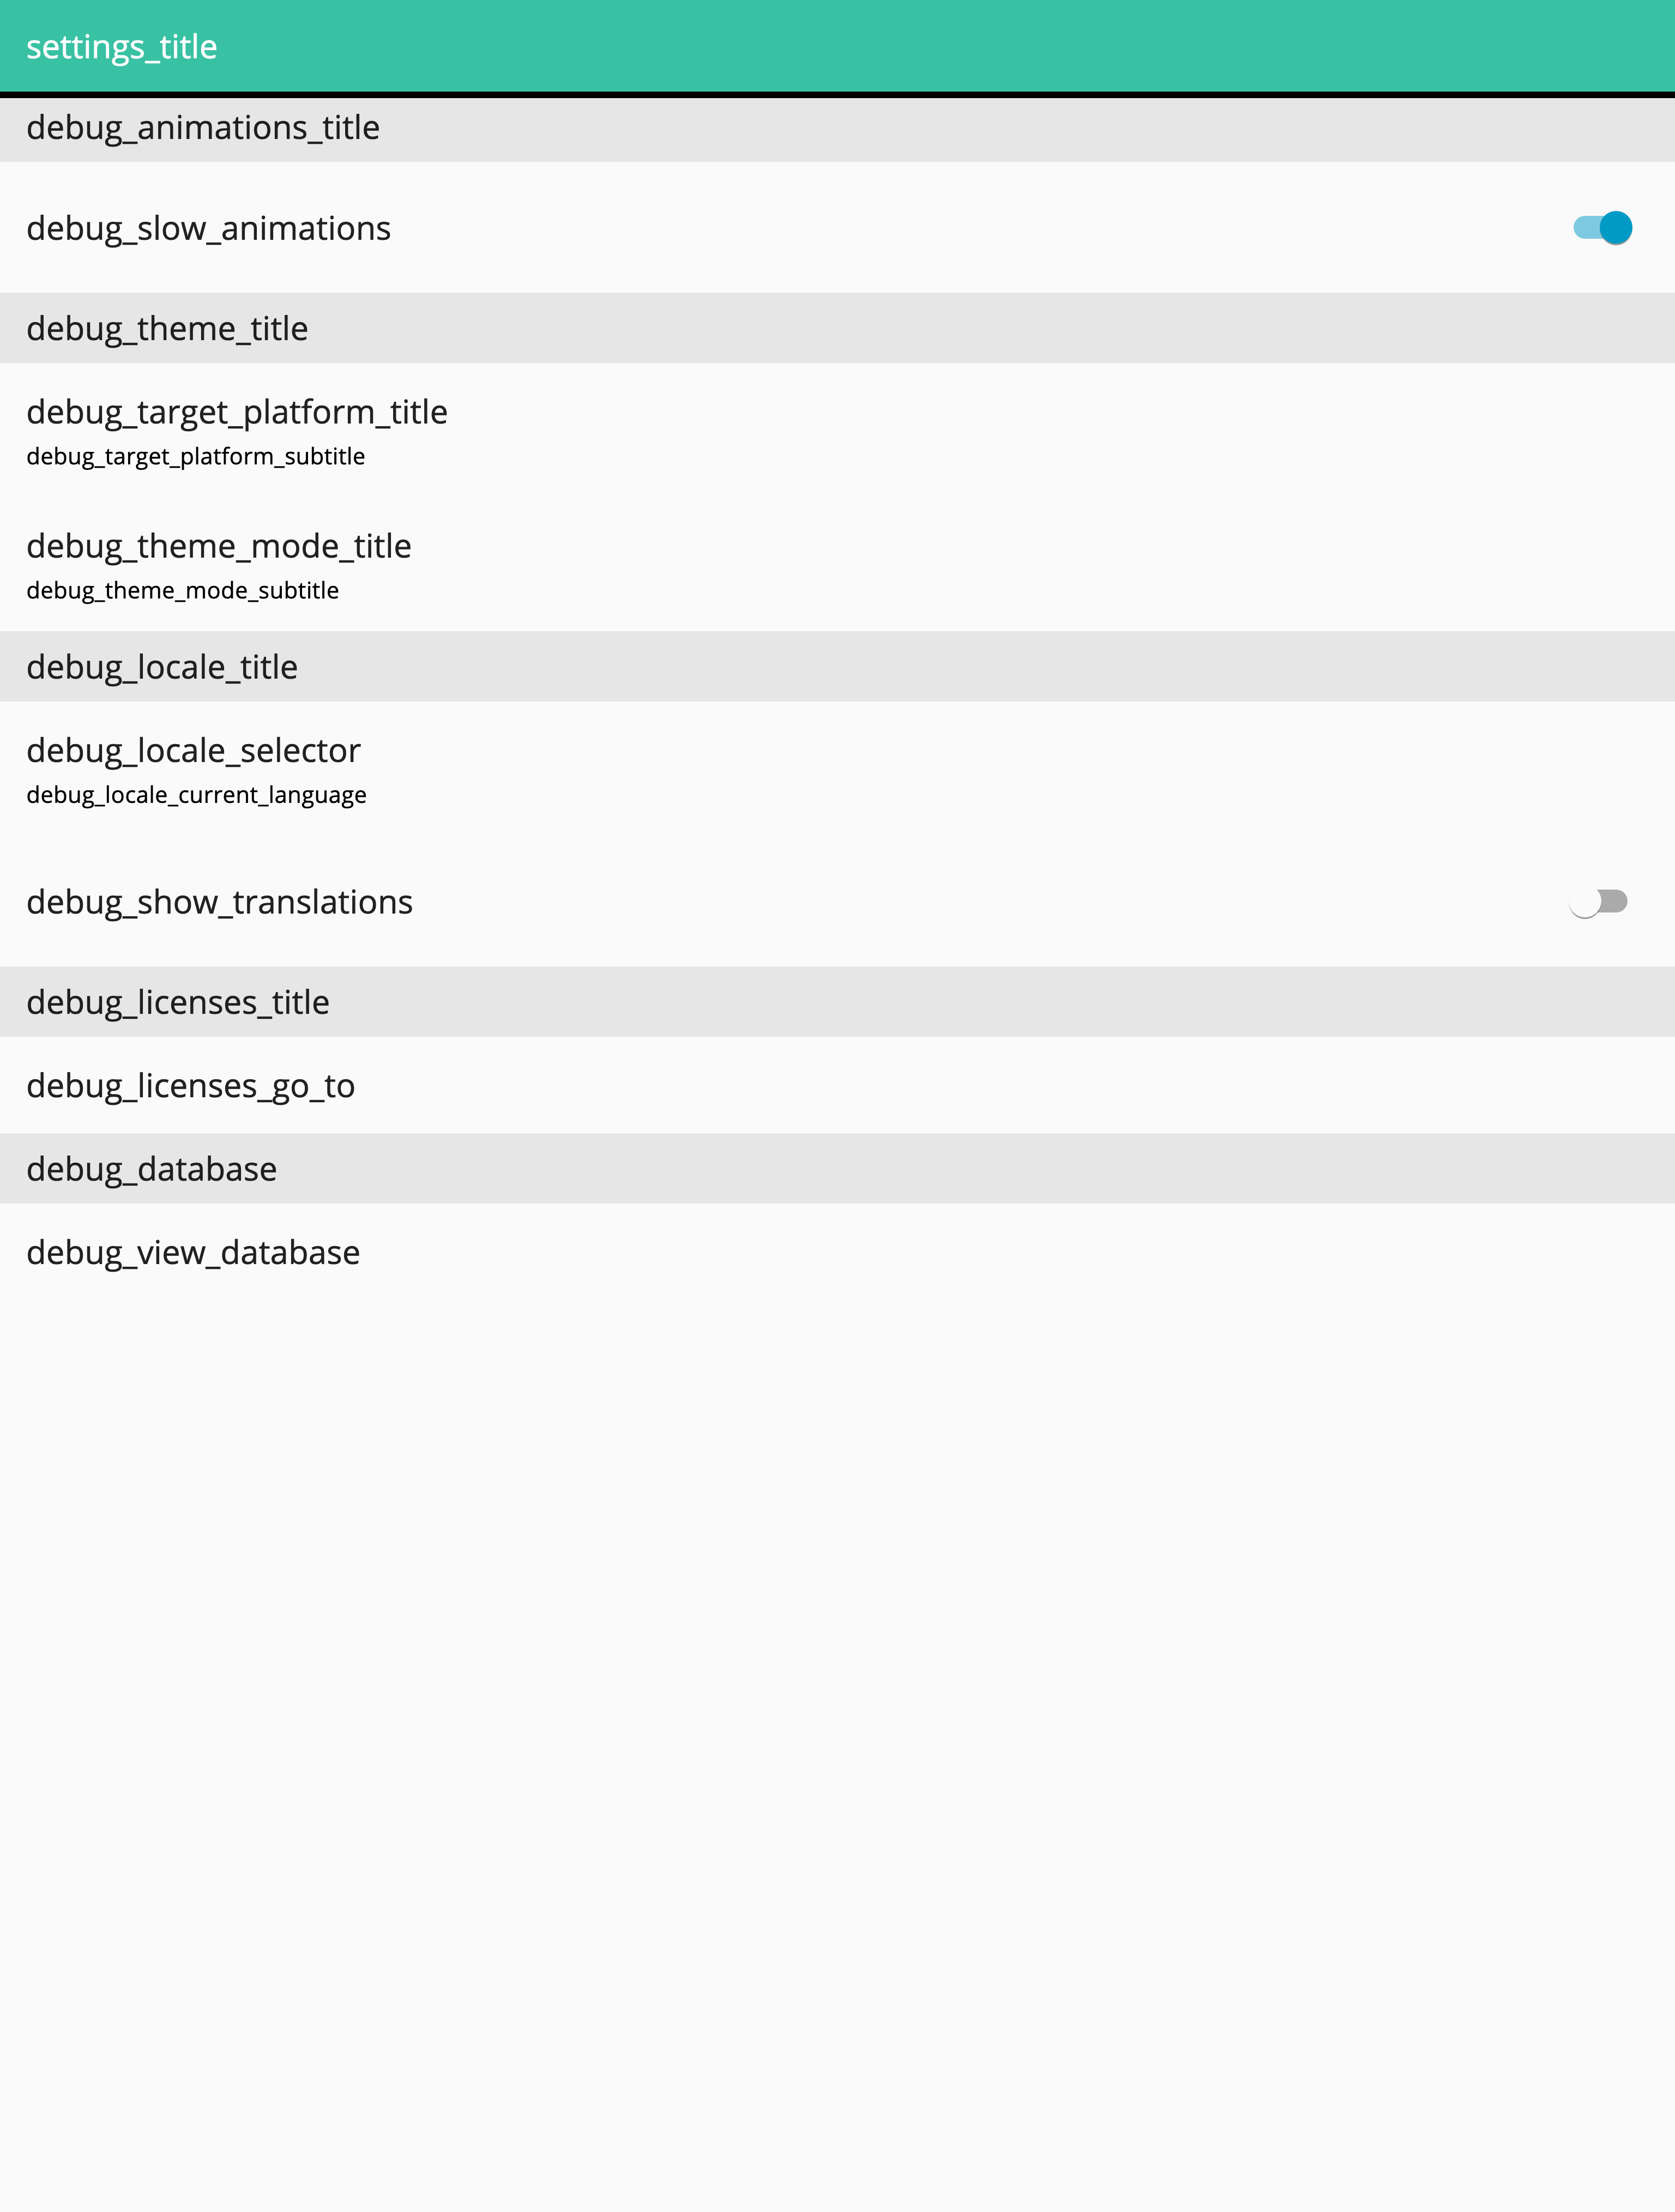 settings_title
debug_animations_title
debug_slow_animations
debug_theme_title
debug_target_platform_title
debug_target_platform_subtitle
debug_theme_mode_title
debug_theme_mode_subtitle
debug_locale_title
debug_locale_selector
debug_locale_current_language
debug_show_translations
debug_licenses_title
debug_licenses_go_to
debug_database
debug_view_database